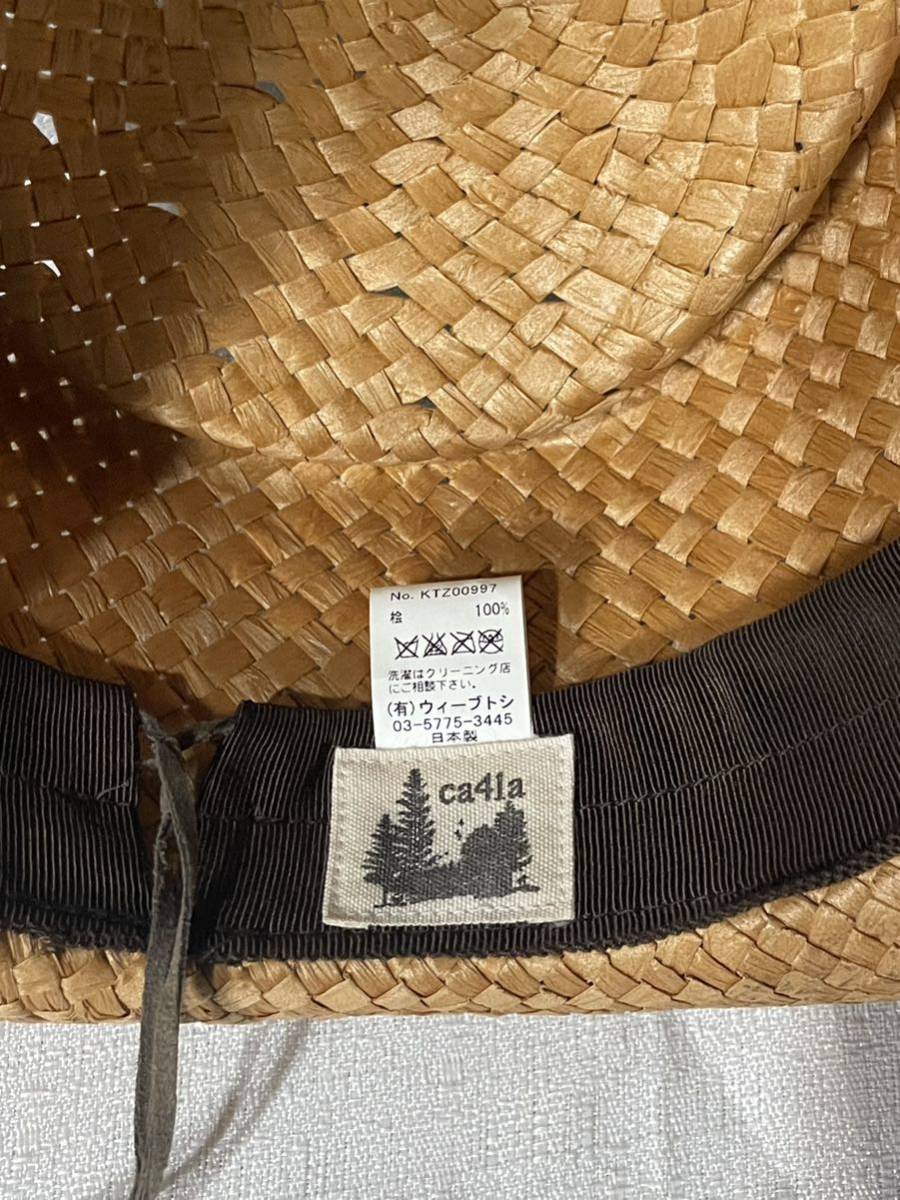 No. KTZ00997
桧 100%
洗濯はクリーニング店
にご相談下さい。
(有)ウィーブトシ
03-5775-3445
日本製
ca4la